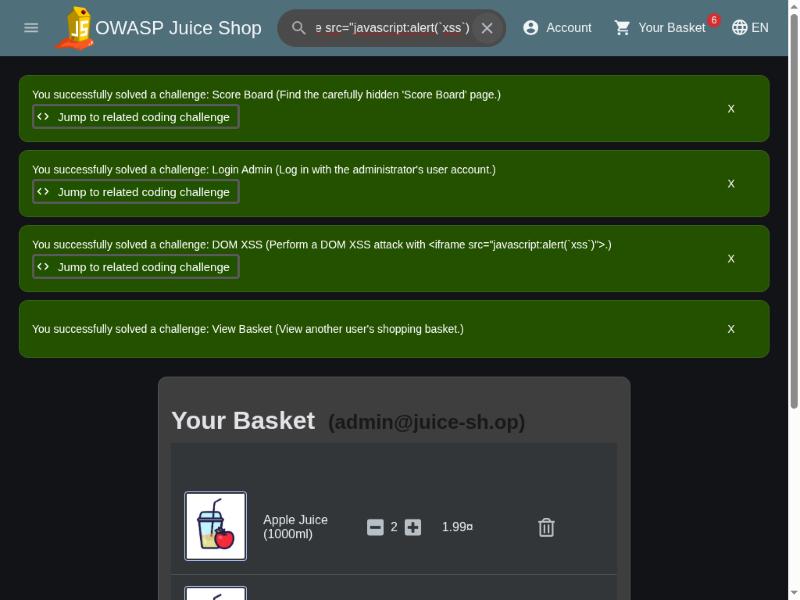 OWASP Juice Shop
e src="javascript:alert(`xss`)
Account
Your Basket
6
EN
You successfully solved a challenge: Score Board (Find the carefully hidden 'Score Board' page.)
X
<> Jump to related coding challenge
You successfully solved a challenge: Login Admin (Log in with the administrator's user account.)
X
<> Jump to related coding challenge
You successfully solved a challenge: DOM XSS (Perform a DOM XSS attack with <iframe src="javascript:alert(`xss`)">.)
X
<> Jump to related coding challenge
You successfully solved a challenge: View Basket (View another user's shopping basket.)
X
Your Basket (admin@juice-sh.op)
Apple Juice
(1000ml)
2
1.99¤